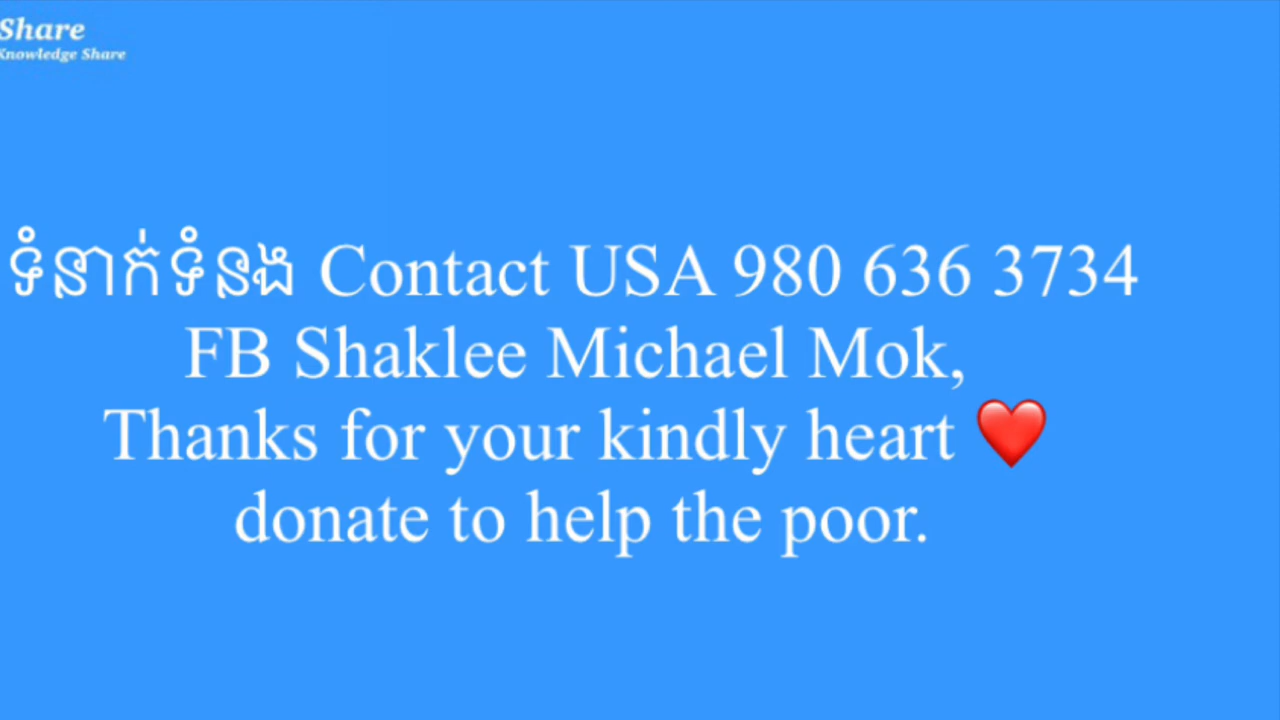 Share
Knowledge Share
ទំនាក់ទំនង Contact USA 980 636 3734
FB Shaklee Michael Mok,
Thanks for your kindly heart ❤️
donate to help the poor.